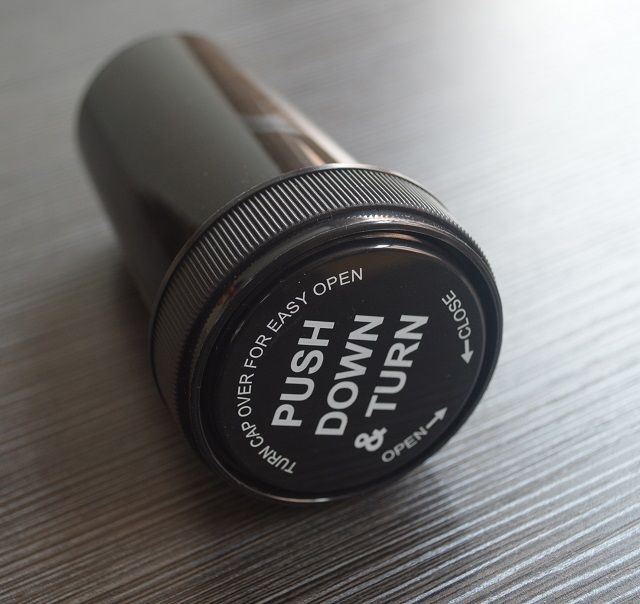 TURN CAP OVER FOR EASY OPEN
PUSH
DOWN
& TURN
CLOSE
OPEN